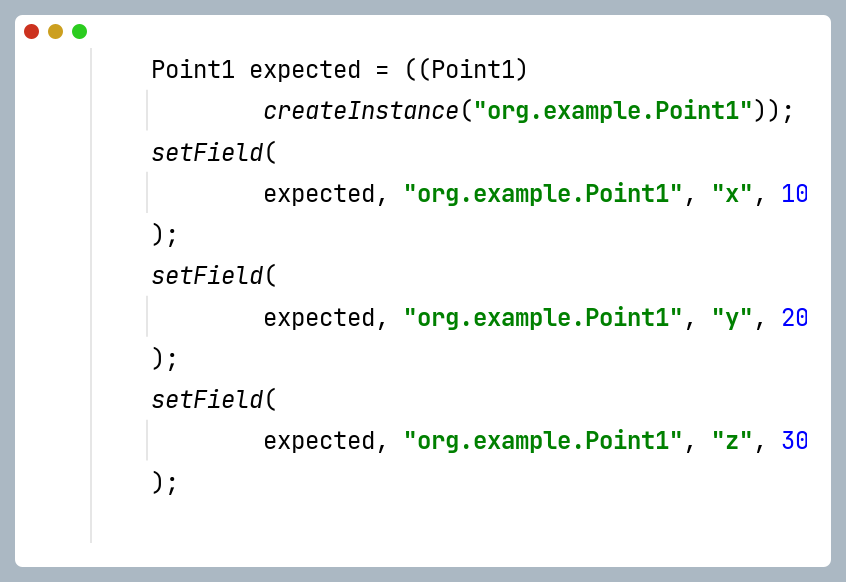 Point1 expected = ((Point1)
createInstance("org.example.Point1"));
setField(
expected, "org.example.Point1", "x", 10
);
setField(
expected, "org.example.Point1", "y", 20
);
setField(
expected, "org.example.Point1", "z", 30
);